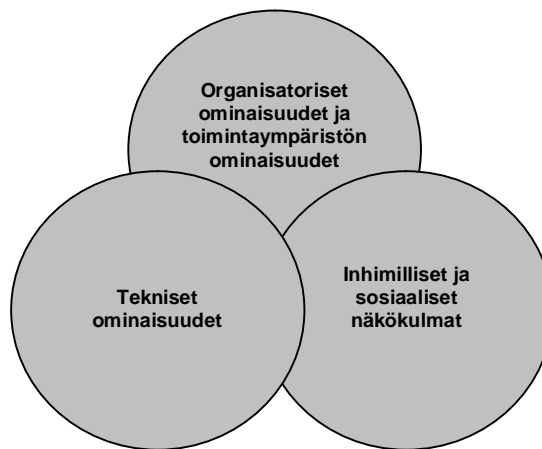 Organisatoriset
ominaisuudet ja
toimintaympäristön
ominaisuudet
Tekniset
ominaisuudet
Inhimilliset ja
sosiaaliset
näkökulmat